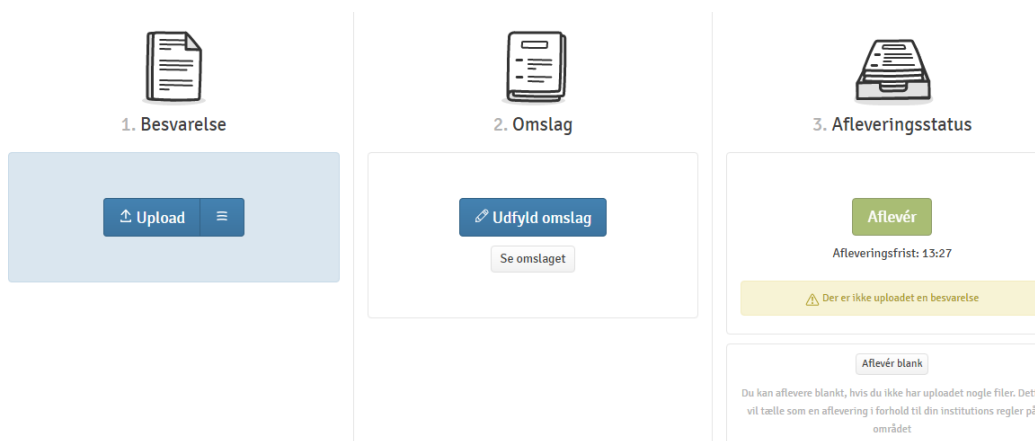 1. Besvarelse
Upload
2. Omslag
Udfyld omslag
Se omslaget
3. Afleveringsstatus
Aflevér
Afleveringsfrist: 13:27
Der er ikke uploadet en besvarelse
Aflevér blank
Du kan aflevere blankt, hvis du ikke har uploadet nogle filer.
vil tælle som en aflevering i forhold til din institutions regler på
området